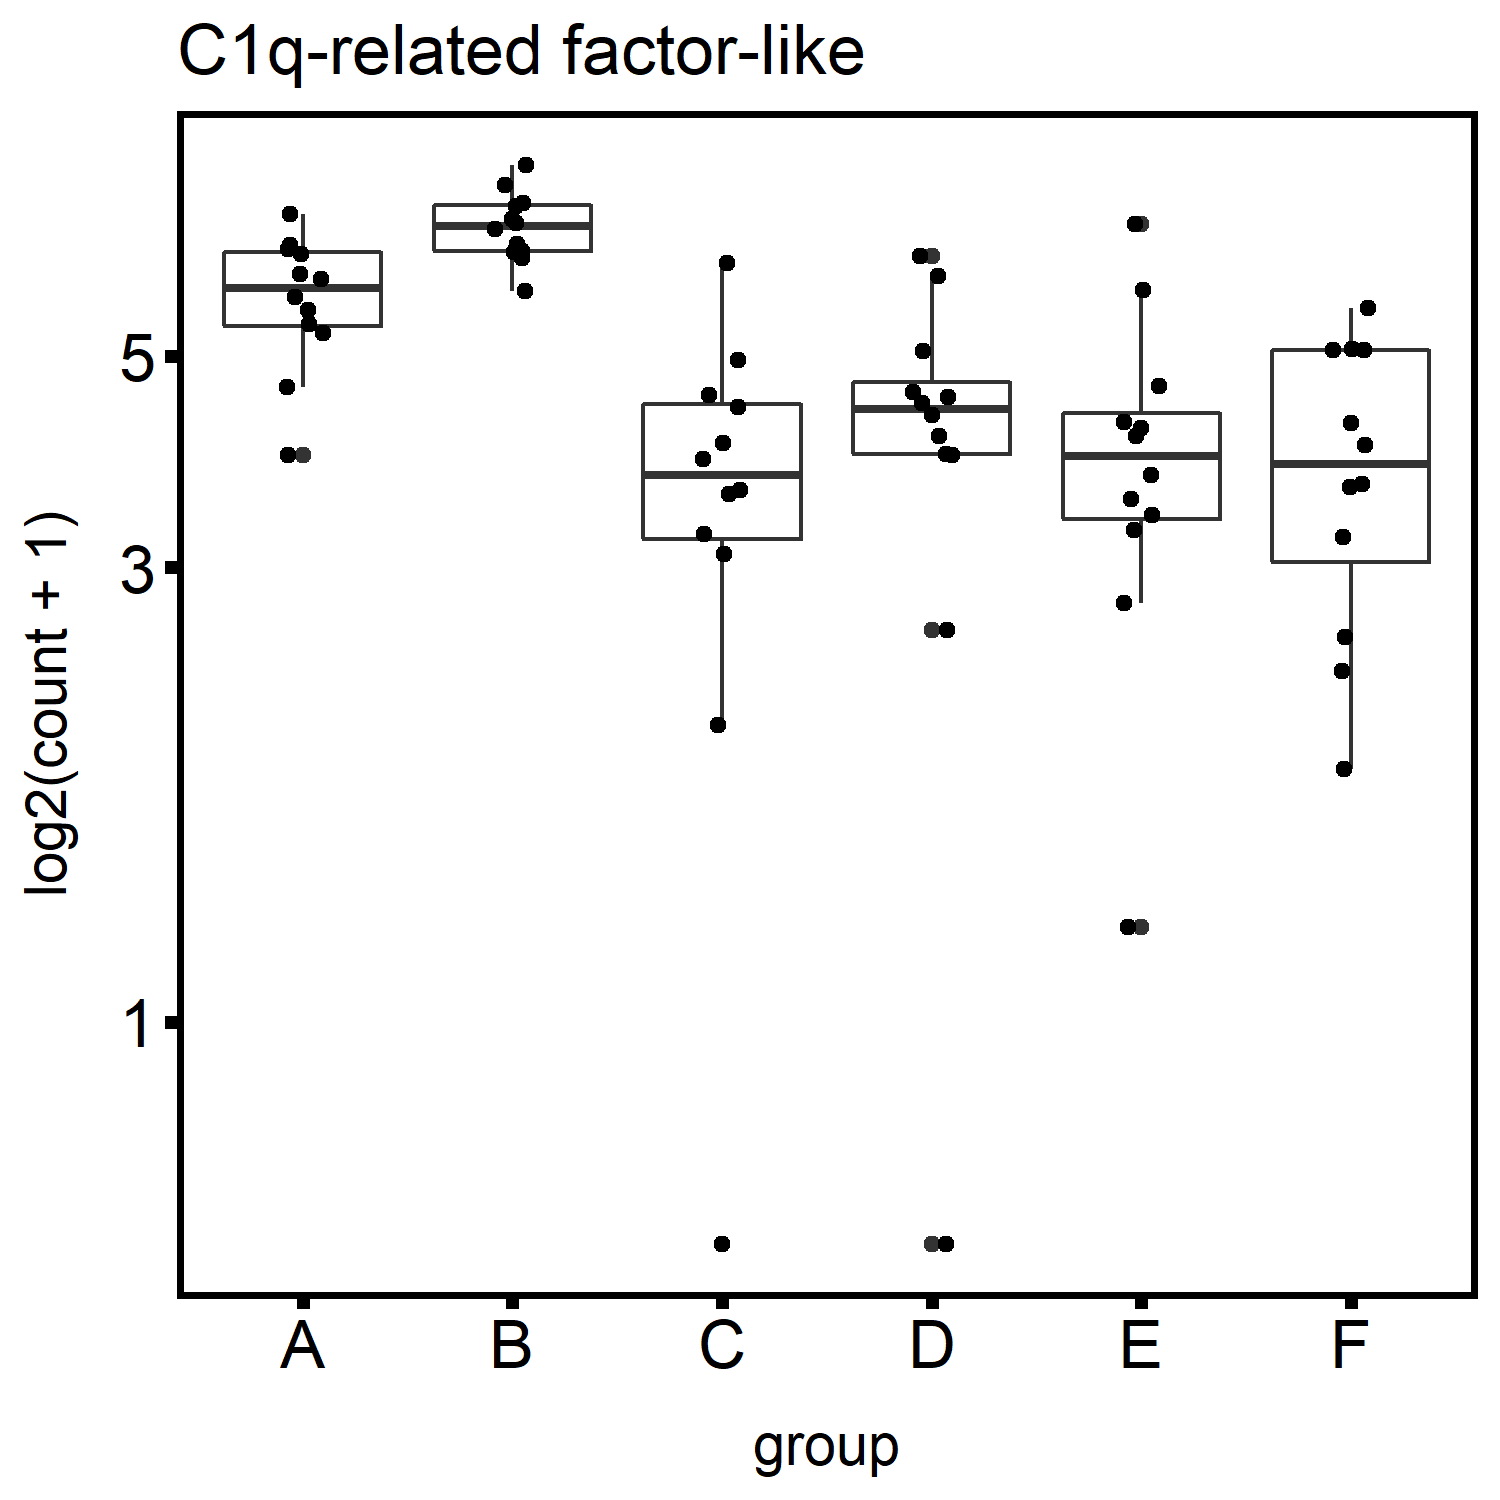 C1q-related factor-like
log2(count + 1)
5
3
1
A B C D E F
group